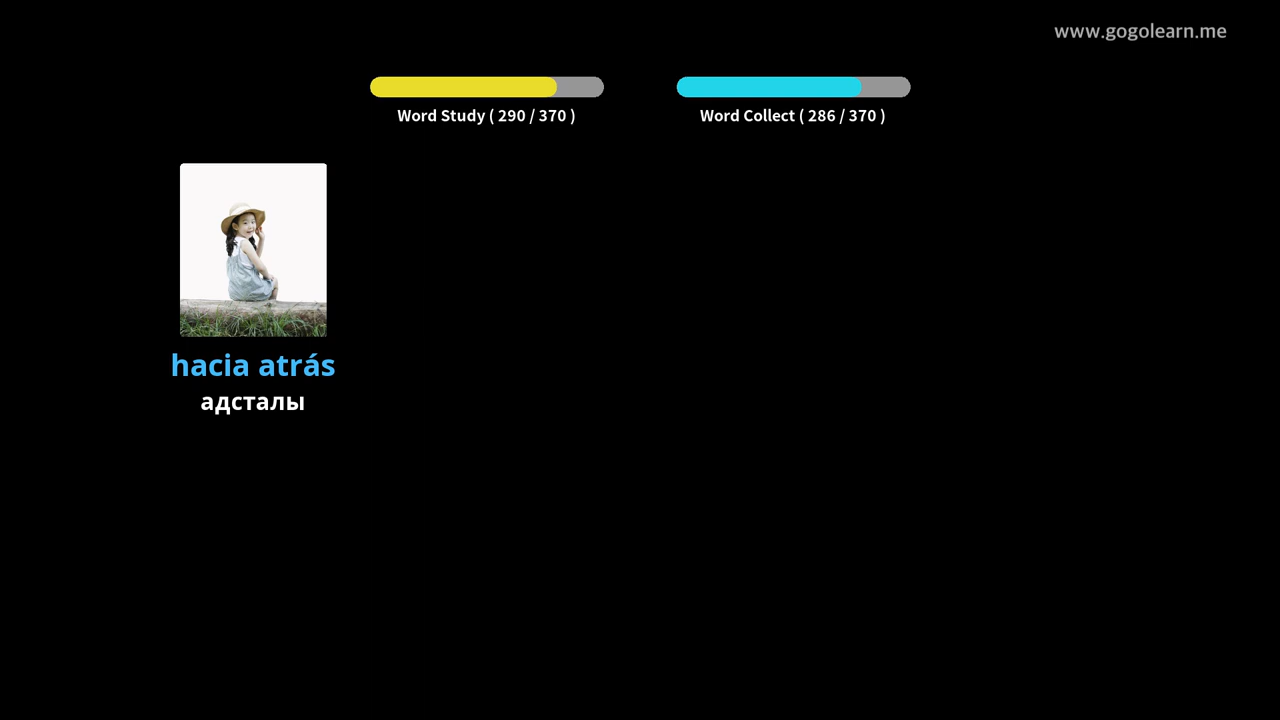 www.gogolearn.me
Word Study ( 290 / 370 )
Word Collect ( 286 / 370 )
hacia atrás
адсталы